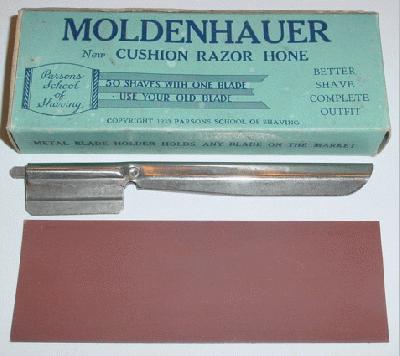 MOLDENHAUER
New CUSHION RAZOR HONE
Parsons
School
of
Shaving
50 SHAVES WITH ONE BLADE
USE YOUR OLD BLADE
BETTER
SHAVE
COMPLETE
OUTFIT
COPYRIGHT PARSONS SCHOOL OF SHAVING
METAL BLADE HOLDER HOLDS ANY BLADE ON THE MARKET